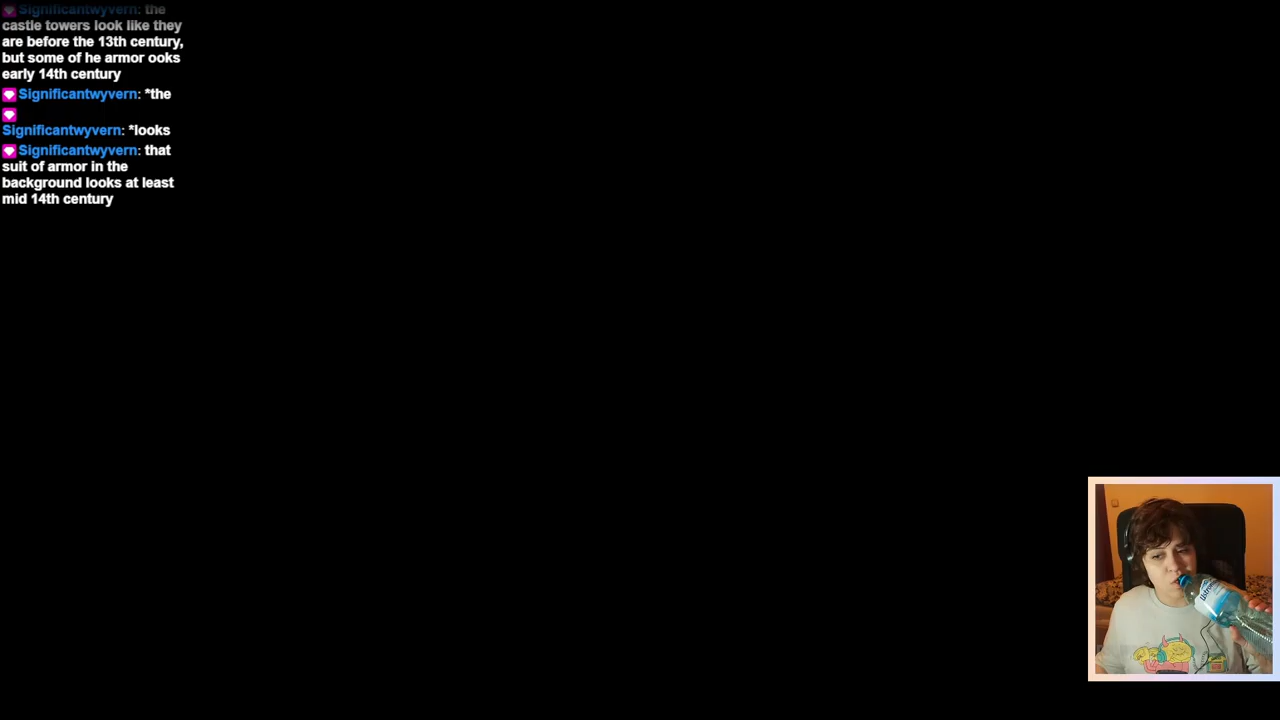 Significantwyvern: the
castle towers look like they
are before the 13th century,
but some of he armor ooks
early 14th century
Significantwyvern: *the
Significantwyvern: *looks
Significantwyvern: that
suit of armor in the
background looks at least
mid 14th century